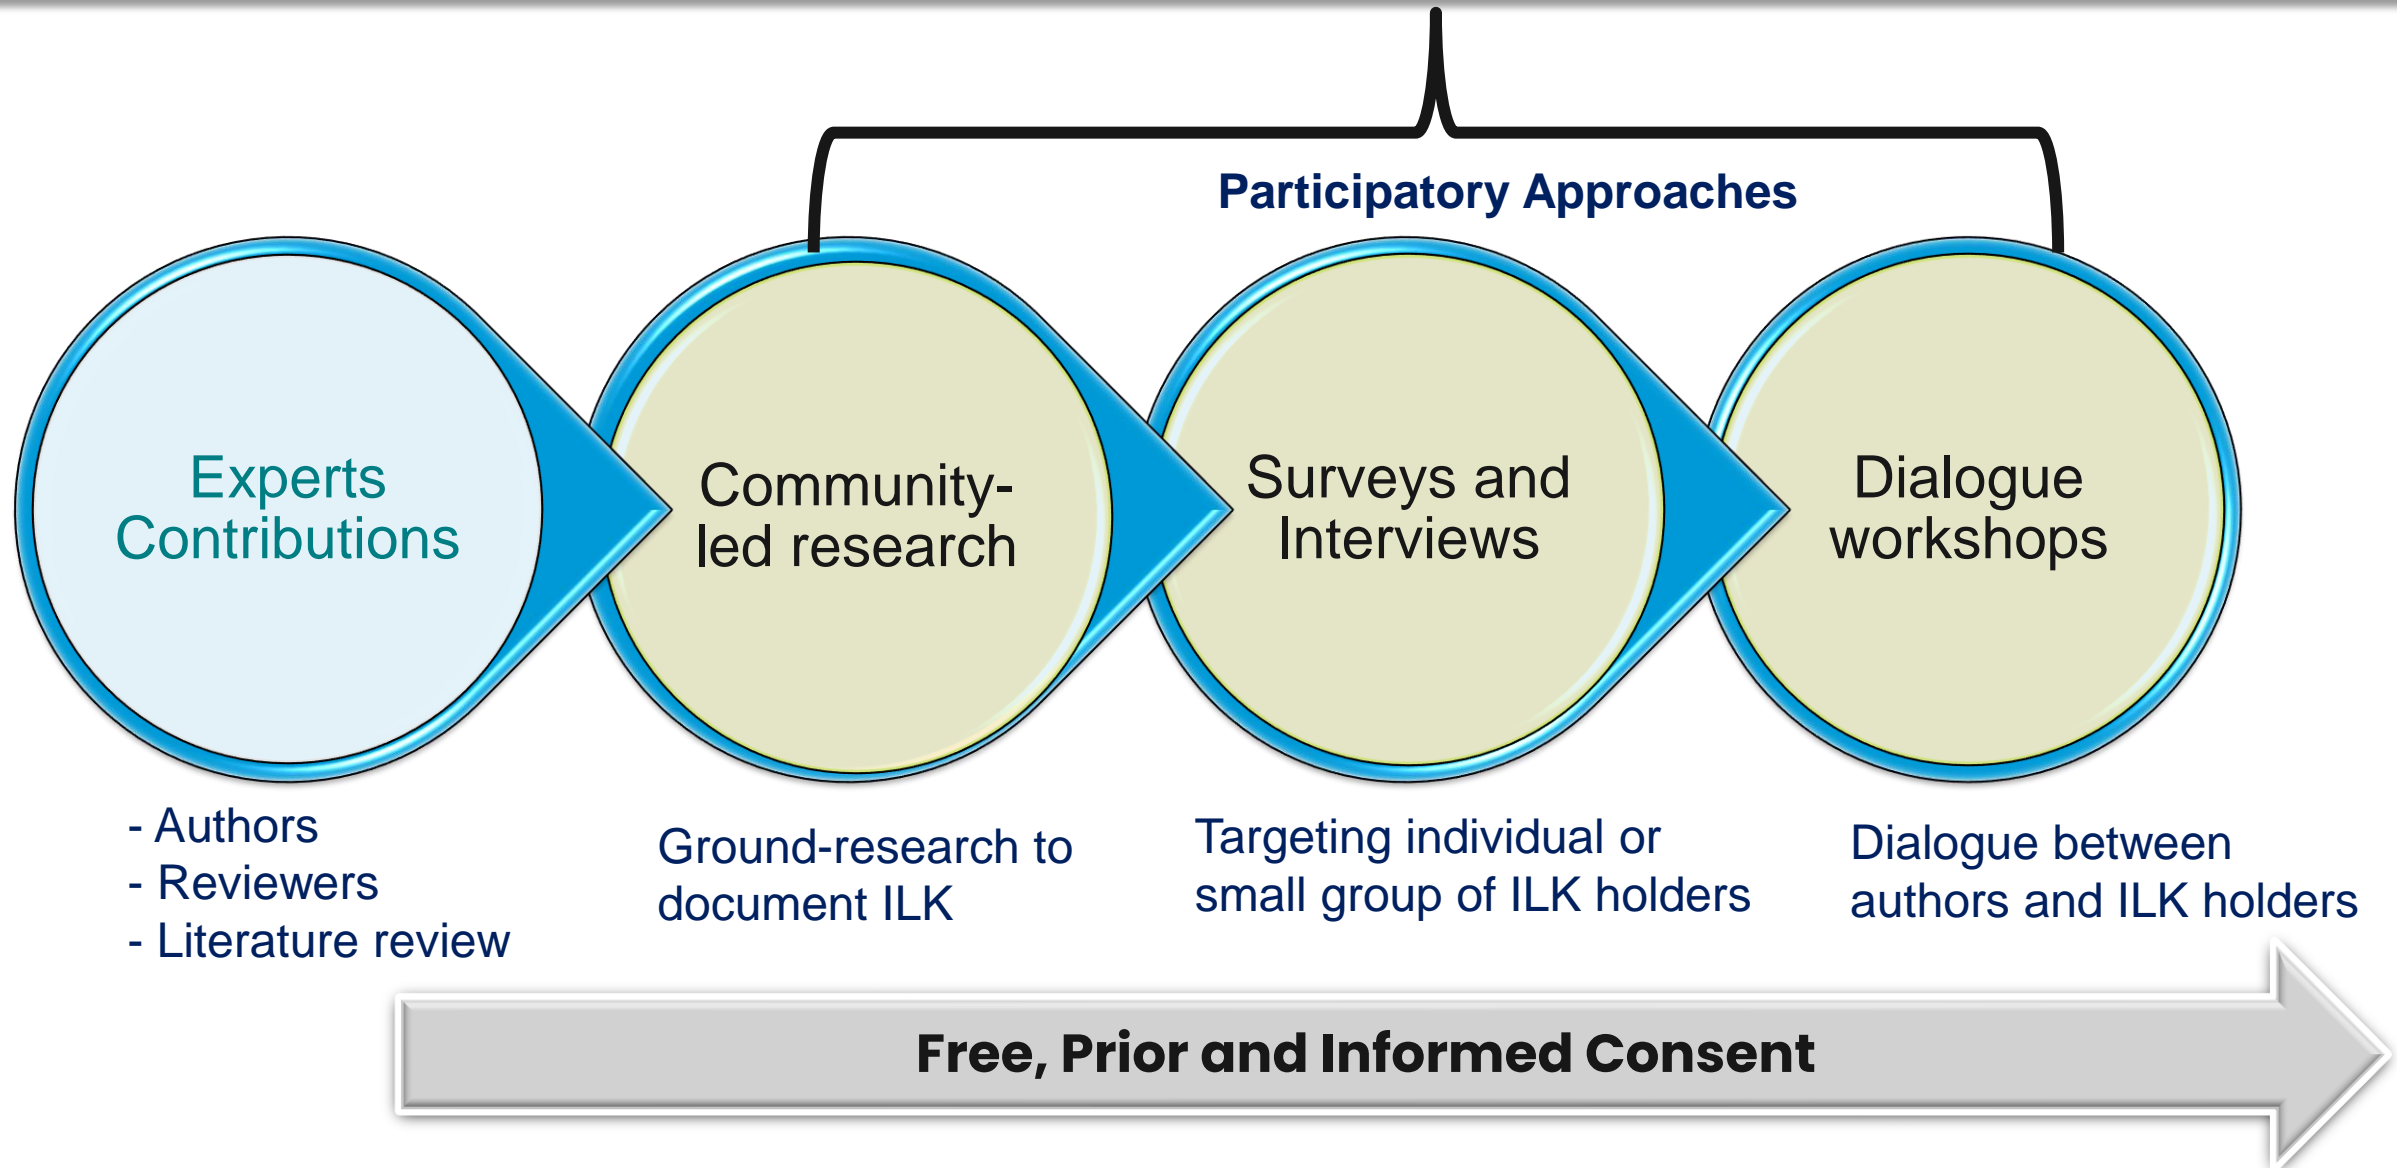 Participatory Approaches
Experts
Contributions
Community-
led research
Surveys and
Interviews
Dialogue
workshops
- Authors
- Reviewers
- Literature review
Ground-research to
document ILK
Targeting individual or
small group of ILK holders
Dialogue between
authors and ILK holders
Free, Prior and Informed Consent